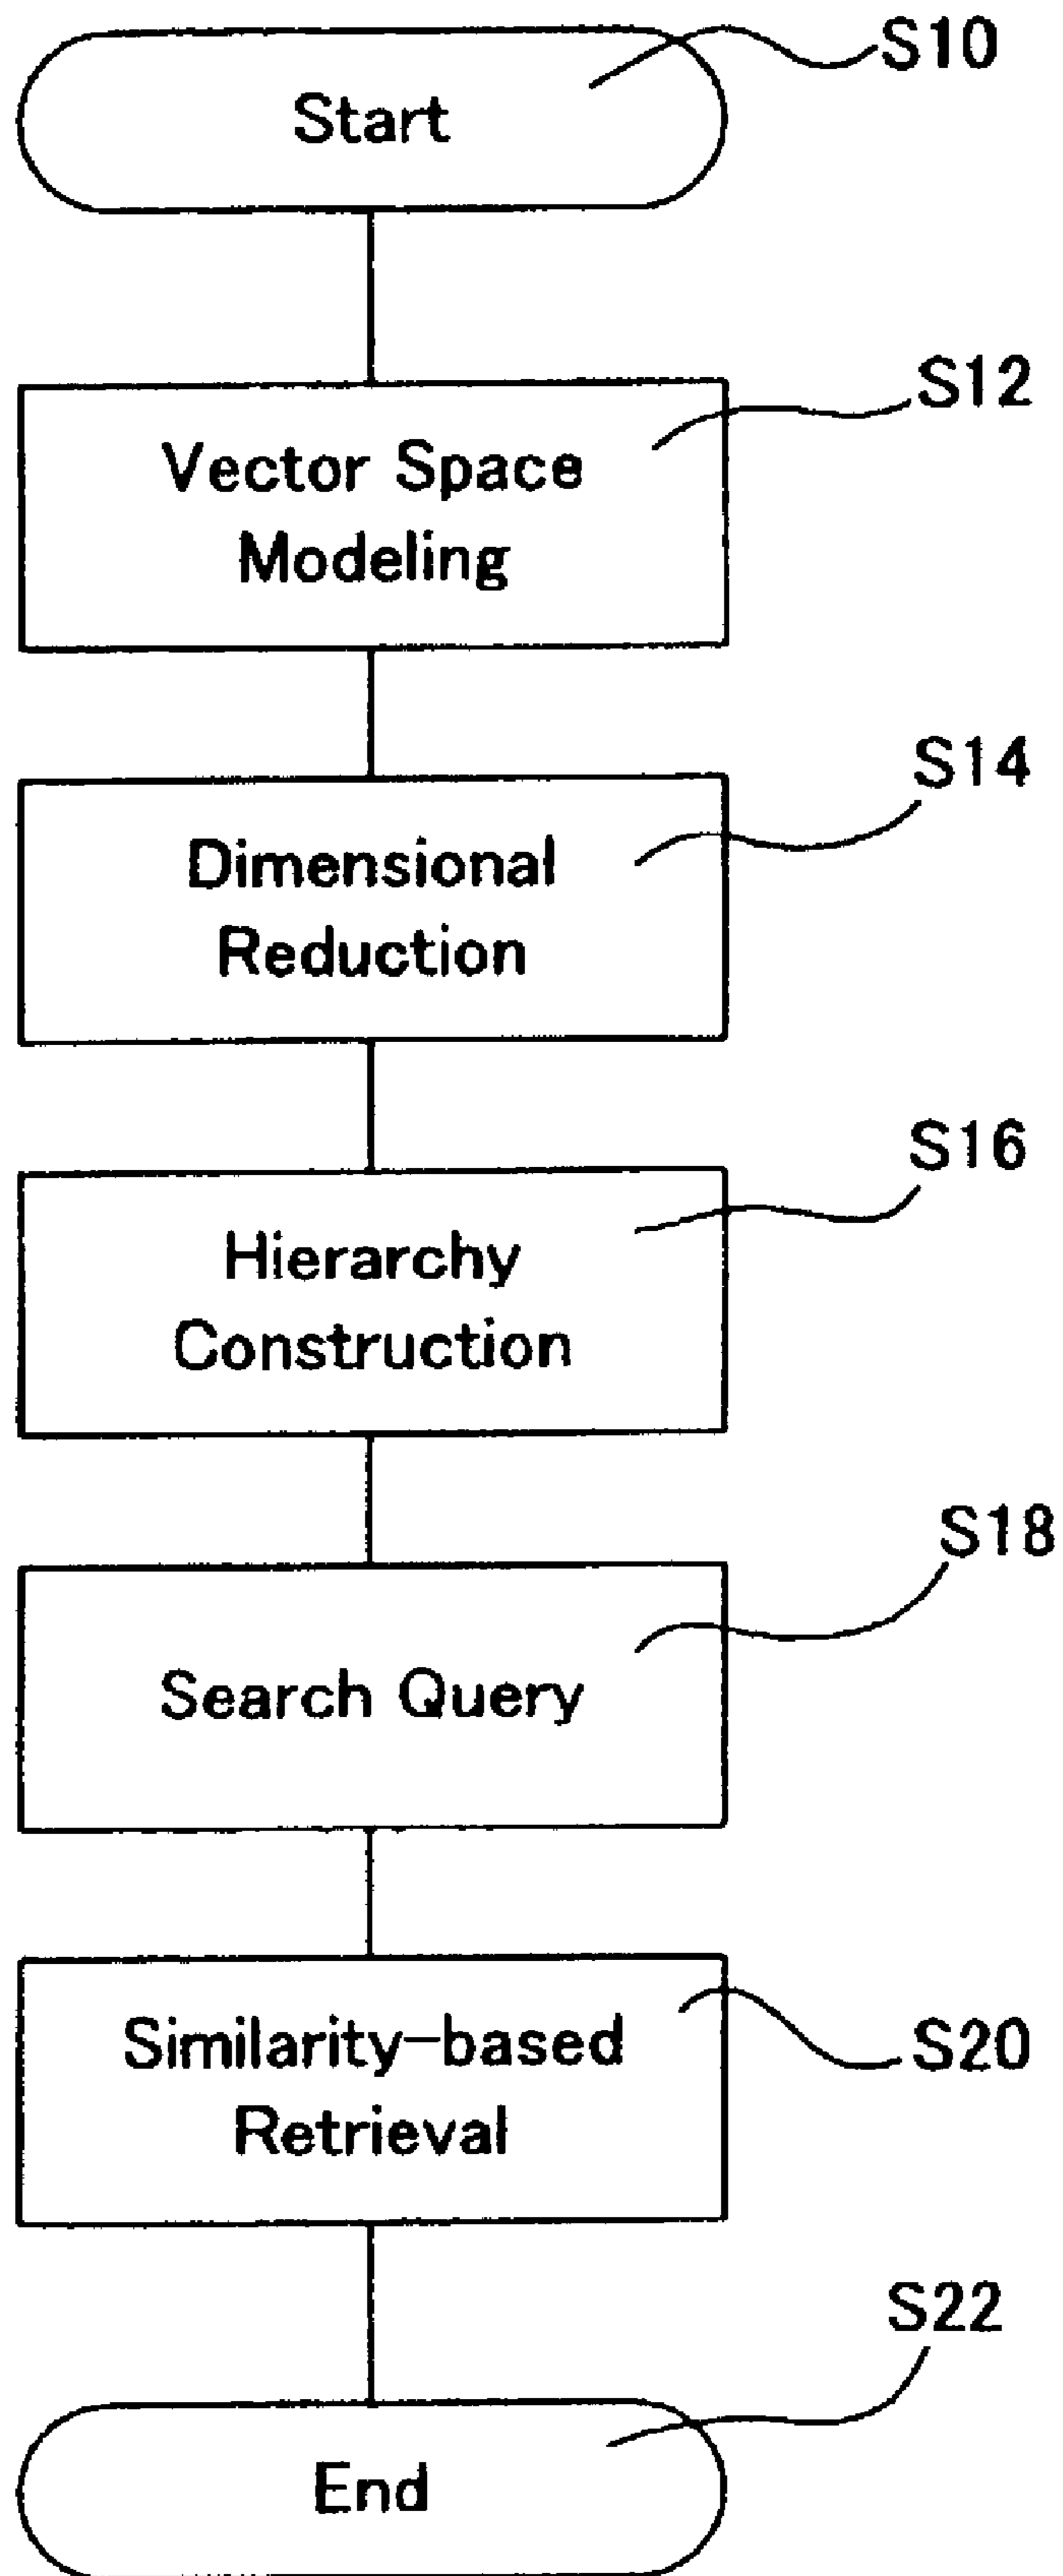 S10
Start
S12
Vector Space
Modeling
S14
Dimensional
Reduction
S16
Hierarchy
Construction
S18
Search Query
Similarity-based
Retrieval
S20
S22
End